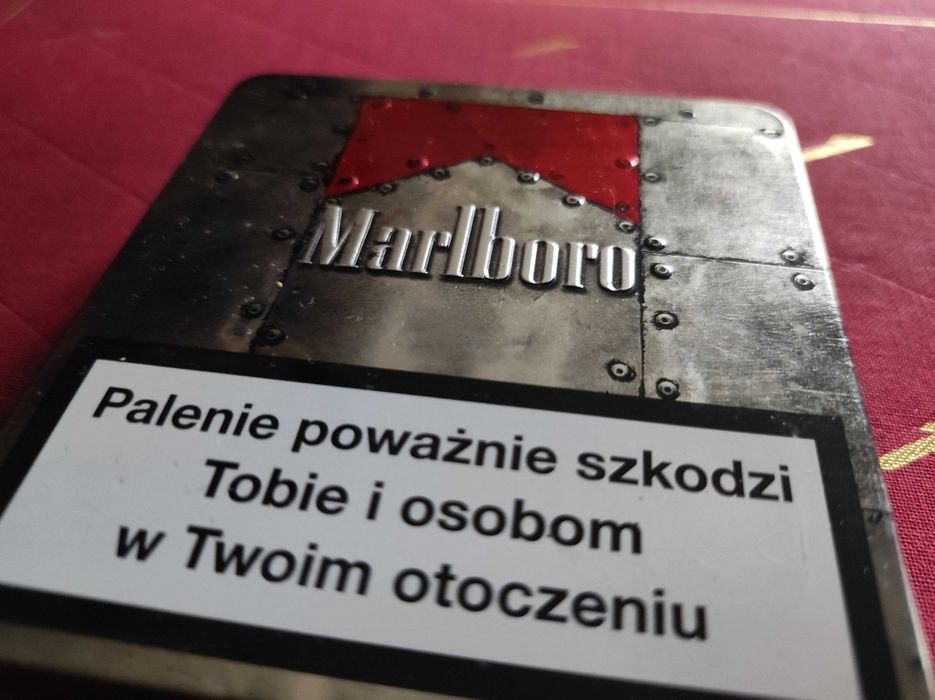 Marlboro
Palenie poważnie szkodzi
Tobie i osobom
w Twoim otoczeniu